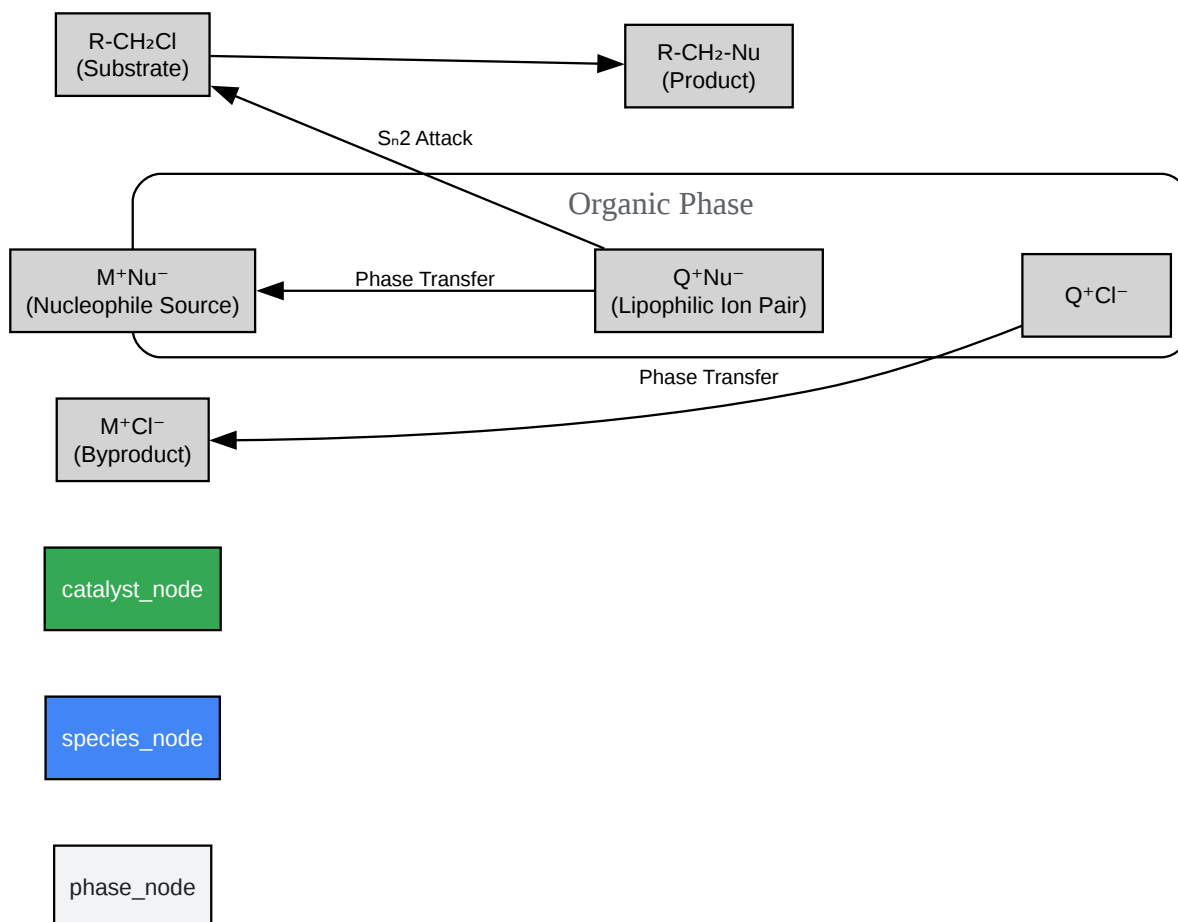 R-CH₂Cl
(Substrate)
R-CH₂-Nu
(Product)
Sₙ2 Attack
Organic Phase
M⁺Nu⁻
(Nucleophile Source)
Phase Transfer
Q⁺Nu⁻
(Lipophilic Ion Pair)
Q⁺Cl⁻
Phase Transfer
M⁺Cl⁻
(Byproduct)
catalyst_node
species_node
phase_node